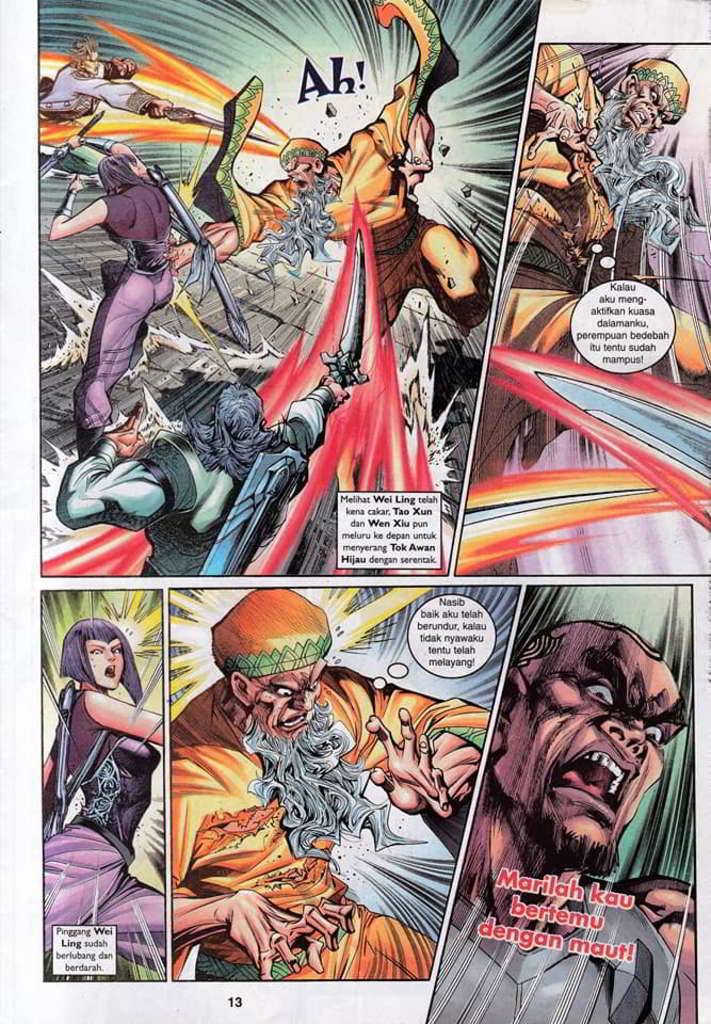 Ah!
Melihat Wei Ling telah
kena cakar, Tao Xun
dan Wen Xiu pun
meluru ke depan untuk
menyerang Tok Awan
Hijau dengan serentak.
Kalau
aku meng-
aktifkan kuasa
dalamanku,
perempuan bedebah
itu tentu sudah
mampus!
Pinggang Wei
Ling sudah
berlubang dan
berdarah.
Nasib
baik aku telah
berundur, kalau
tidak nyawaku
tentu telah
melayang!
Marilah kau
bertemu
dengan maut!
13